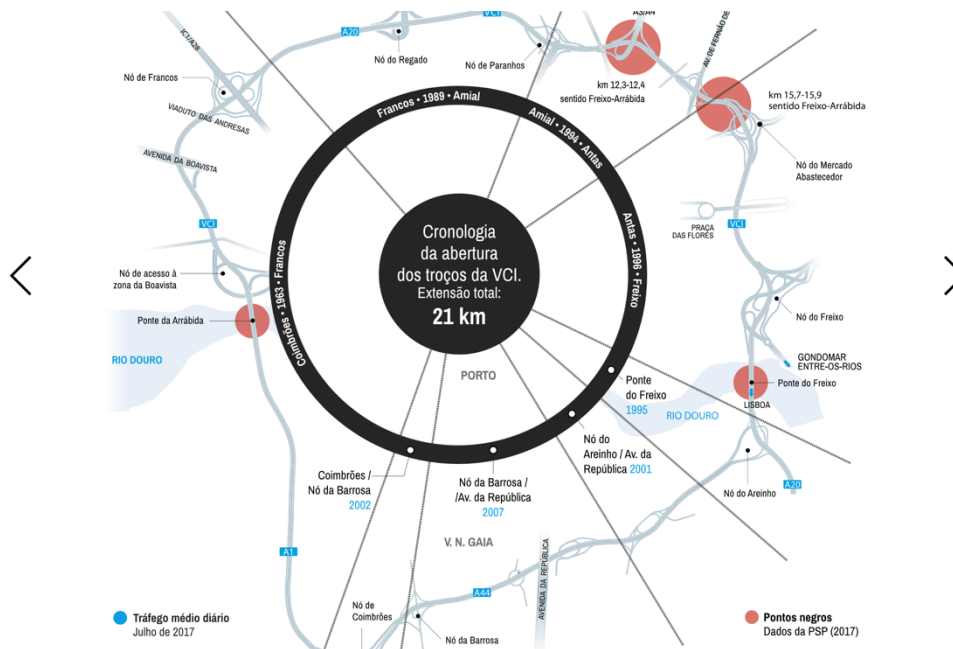 A3/A4
VCI
A20
IC1/A28
Nó do Regado
Nó de Paranhos
AV. DE FERNÃO DE
Nó de Francos
km 12,3-12,4
sentido Freixo-Arrábida
km 15,7-15,9
sentido Freixo-Arrábida
VIADUTO DAS ANDRESAS
Francos • 1989 • Amial
Amial • 1994 • Antas
AVENIDA DA BOAVISTA
Nó do Mercado
Abastecedor
VCI
PRAÇA
DAS FLORES
VCI
Cronologia
da abertura
dos troços da VCI.
Extensão total:
21 km
Antas • 1996 • Freixo
Coimbrões • 1963 • Francos
Nó de acesso à
zona da Boavista
Ponte da Arrábida
Nó do Freixo
RIO DOURO
GONDOMAR
ENTRE-OS-RIOS
PORTO
Ponte
do Freixo
1995
Ponte do Freixo
LISBOA
RIO DOURO
Nó do
Areinho / Av. da
República 2001
Coimbrões /
Nó da Barrosa
2002
Nó da Barrosa /
/Av. da República
2007
A20
Nó do Areinho
V. N. GAIA
A1
AVENIDA DA REPÚBLICA
A44
Nó de
Coimbrões
Nó da Barrosa
Tráfego médio diário
Julho de 2017
Pontos negros
Dados da PSP (2017)